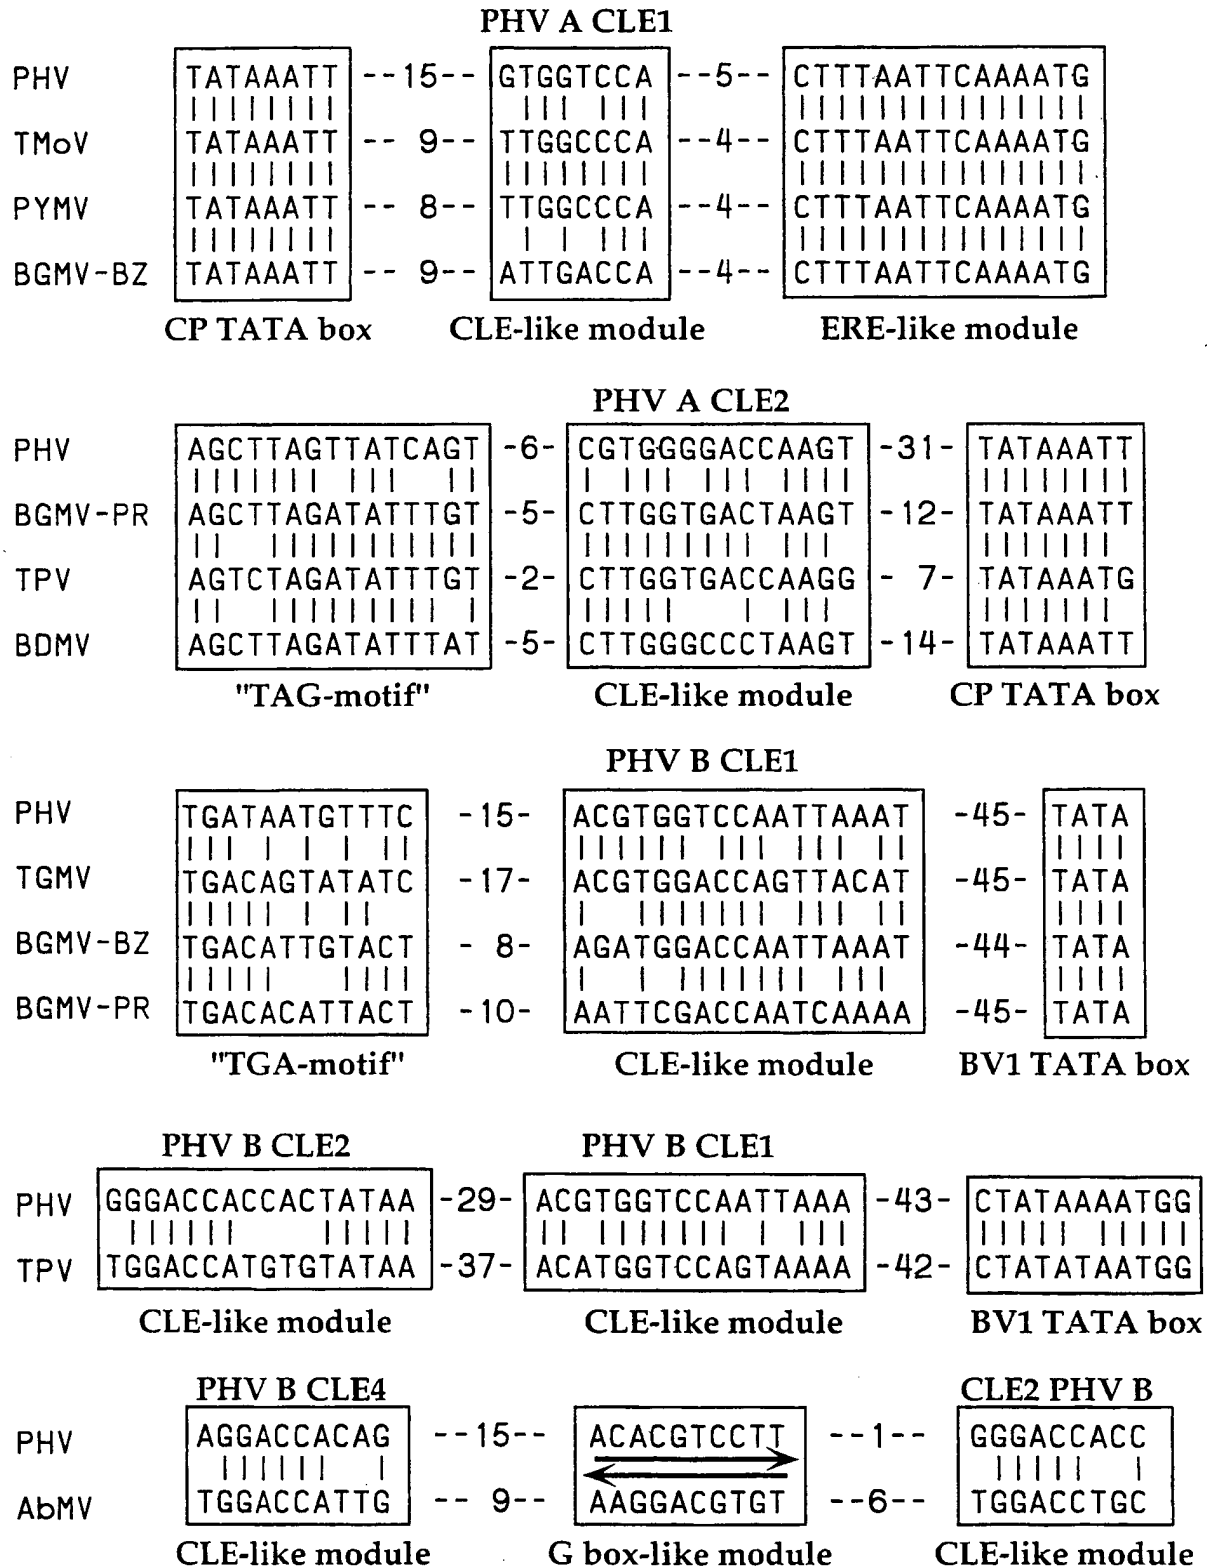 PHV A CLE1
PHV TATAAATT --15-- GTGGTCCA --5-- CTTTAATTCAAAATG
TMoV TATAAATT -- 9-- TTGGCCCA --4-- CTTTAATTCAAAATG
PYMV TATAAATT -- 8-- TTGGCCCA --4-- CTTTAATTCAAAATG
BGMV-BZ TATAAATT -- 9-- ATTGACCA --4-- CTTTAATTCAAAATG
CP TATA box CLE-like module ERE-like module
PHV A CLE2
PHV AGCTTAGTTATCAGT -6- CGTGGGGACCAAGT -31- TATAAATT
BGMV-PR AGCTTAGATATTTGT -5- CTTGGTGACTAAGT -12- TATAAATT
TPV AGTCTAGATATTTGT -2- CTTGGTGACCAAGG - 7- TATAAATG
BDMV AGCTTAGATATTTAT -5- CTTGGGCCCTAAGT -14- TATAAATT
"TAG-motif" CLE-like module CP TATA box
PHV B CLE1
PHV TGATAATGTTTC -15- ACGTGGTCCAATTAAAT -45- TATA
TGMV TGACAGTATATC -17- ACGTGGACCAGTTACAT -45- TATA
BGMV-BZ TGACATTGTACT - 8- AGATGGACCAATTAAAT -44- TATA
BGMV-PR TGACACATTACT -10- AATTCGACCAATCAAAA -45- TATA
"TGA-motif" CLE-like module BV1 TATA box
PHV B CLE2 PHV B CLE1
PHV GGGACCACCACTATAA -29- ACGTGGTCCAATTAAA -43- CTATAAAATGG
TPV TGGACCATGTGTATAA -37- ACATGGTCCAGTAAAA -42- CTATATAATGG
CLE-like module CLE-like module BV1 TATA box
PHV B CLE4 CLE2 PHV B
PHV AGGACCACAG --15-- ACACGTCCTT --1-- GGGACCACC
AbMV TGGACCATTG -- 9-- AAGGACGTGT --6-- TGGACCTGC
CLE-like module G box-like module CLE-like module